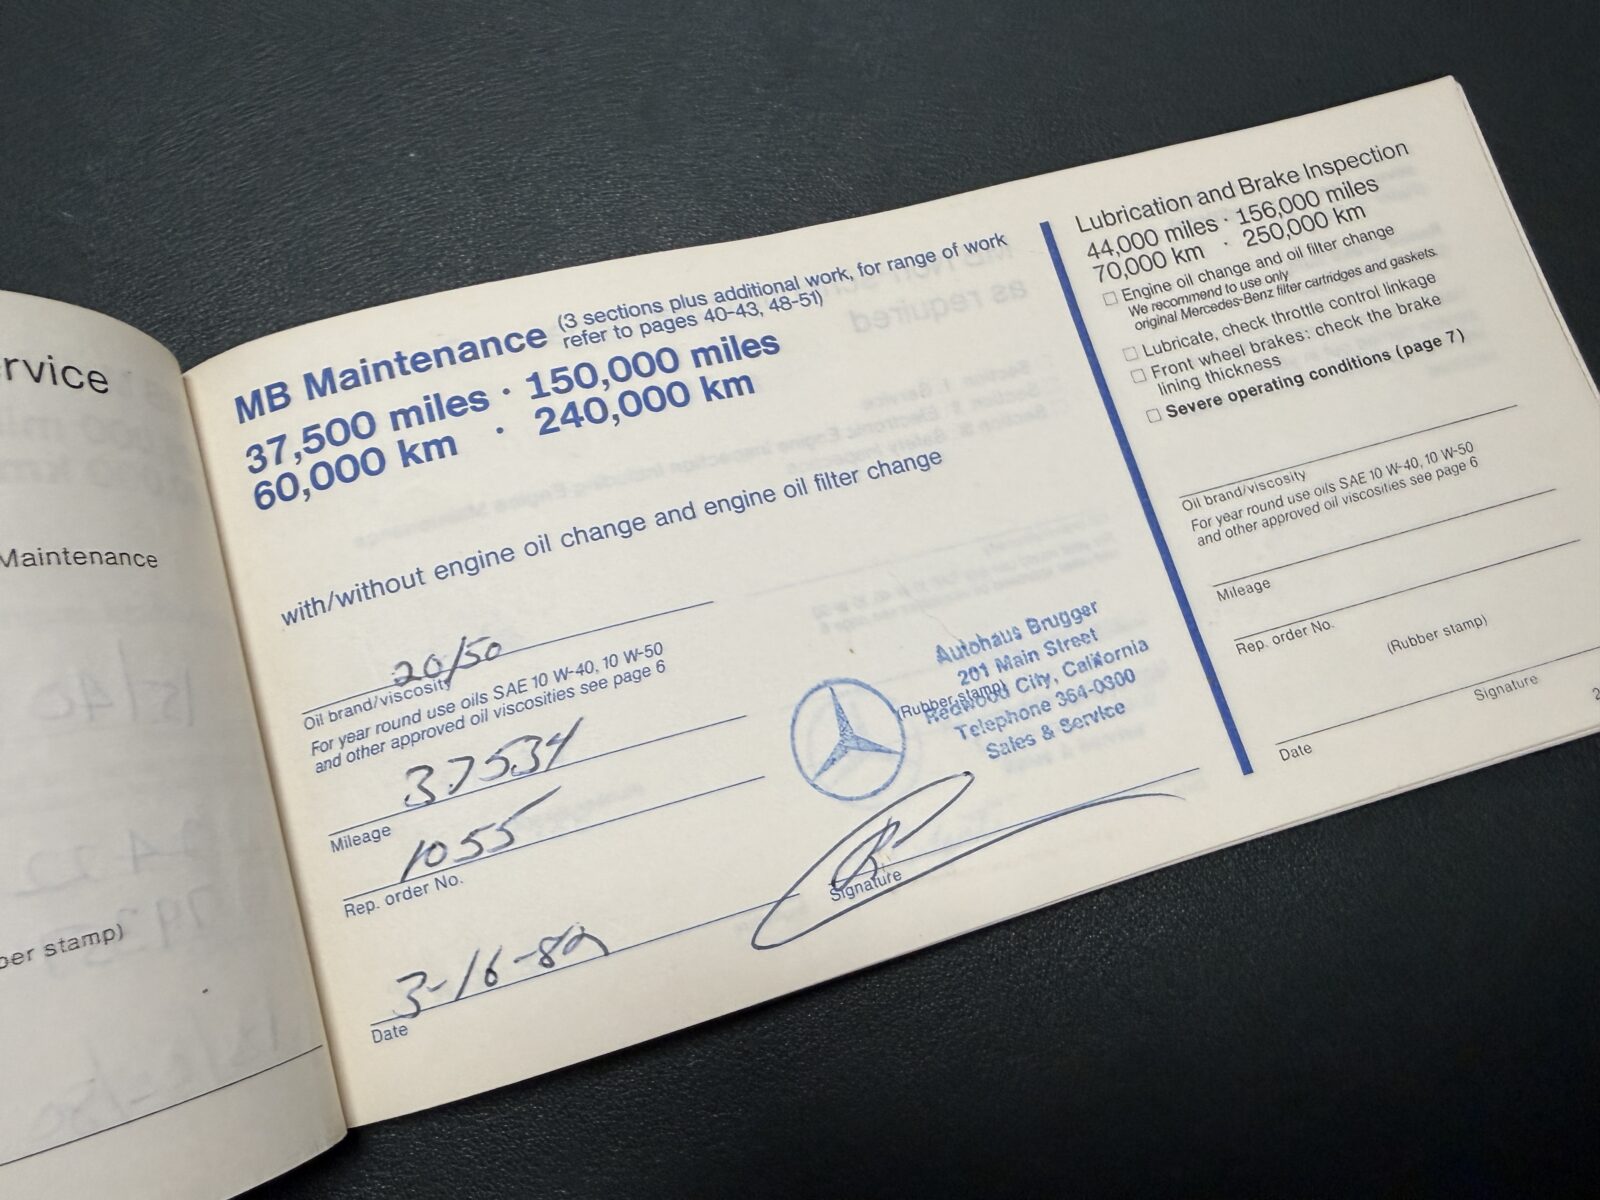 rvice
Maintenance
ber stamp)
MB Maintenance (3 sections plus additional work, for range of work
refer to pages 40-43, 48-51)
37,500 miles · 150,000 miles
60,000 km · 240,000 km
with/without engine oil change and engine oil filter change
20/50
Oil brand/viscosity
For year round use oils SAE 10 W-40, 10 W-50
and other approved oil viscosities see page 6
37534
Mileage
1055
Rep. order No.
3-16-82
Date
Autohaus Brugger
201 Main Street
(Rubber stamp)
Redwood City, California
Telephone 364-0300
Sales & Service
Signature
Lubrication and Brake Inspection
44,000 miles · 156,000 miles
70,000 km · 250,000 km
Engine oil change and oil filter change
We recommend to use only
original Mercedes-Benz filter cartridges and gaskets.
Lubricate, check throttle control linkage
Front wheel brakes: check the brake
lining thickness
Severe operating conditions (page 7)
Oil brand/viscosity
For year round use oils SAE 10 W-40, 10 W-50
and other approved oil viscosities see page 6
Mileage
Rep. order No.
(Rubber stamp)
Signature
Date
2